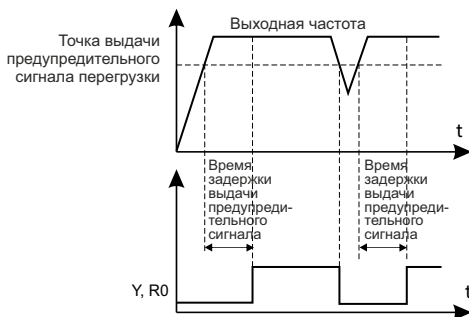 Выходная частота
Точка выдачи
предупредительного
сигнала перегрузки
t
Время
задержки
выдачи
предупреди-
тельного
сигнала
Время
задержки
выдачи
предупреди-
тельного
сигнала
Y, R0
t